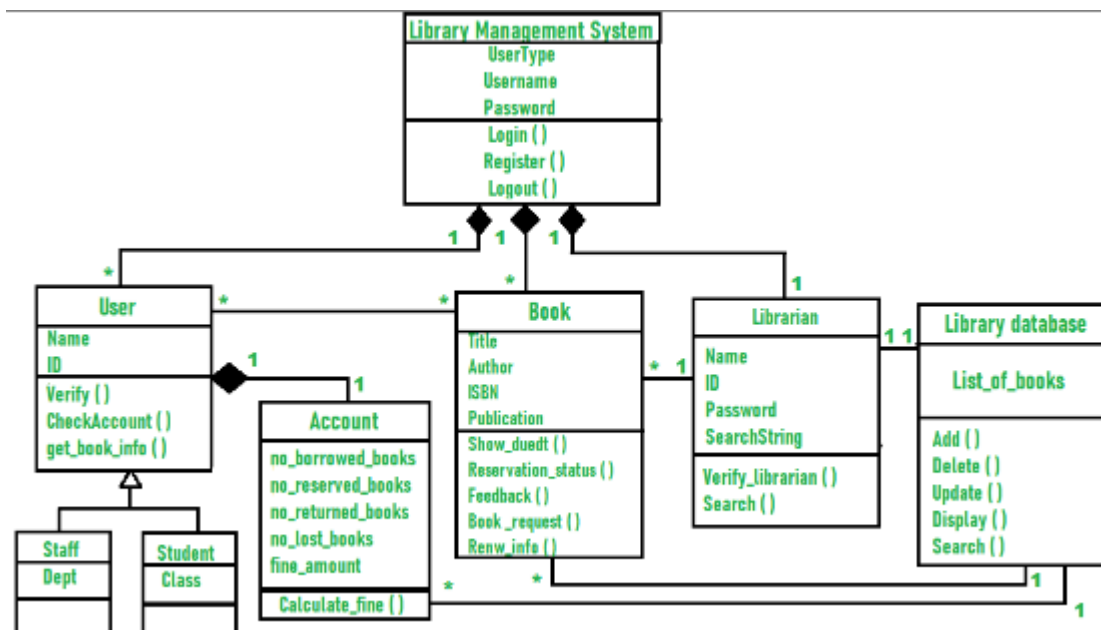 Library Management System
UserType
Username
Password
Login ( )
Register ( )
Logout ( )
1
1
1
*
*
1
User
Name
ID
Verify ( )
CheckAccount ( )
get_book_info ( )
*
*
1
1
Account
no_borrowed_books
no_reserved_books
no_returned_books
no_lost_books
fine_amount
Calculate_fine ( )
Staff
Dept
Student
Class
Book
Title
Author
ISBN
Publication
Show_duedt ( )
Reservation_status ( )
Feedback ( )
Book_request ( )
Renw_info ( )
*
1
Librarian
Name
ID
Password
SearchString
Verify_librarian ( )
Search ( )
1
1
Library database
List_of_books
Add ( )
Delete ( )
Update ( )
Display ( )
Search ( )
*
1
*
1